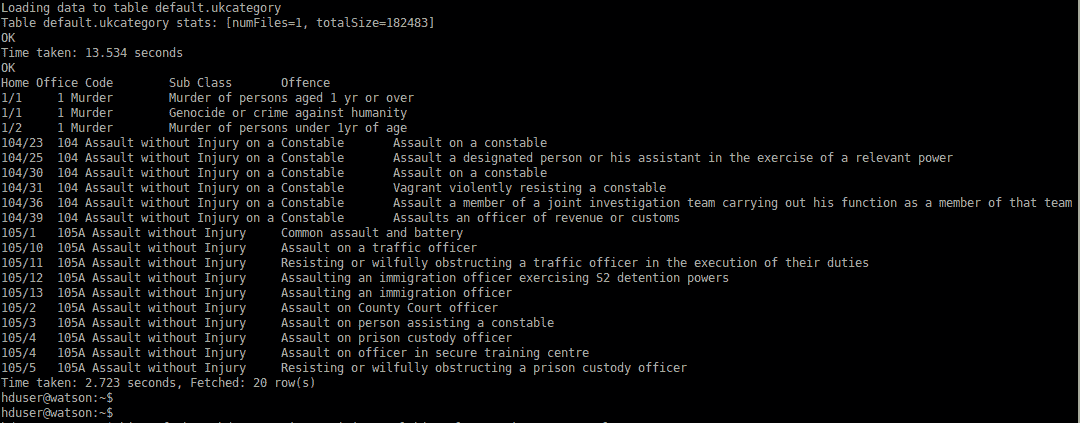 Loading data to table default.ukcategory
Table default.ukcategory stats: [numFiles=1, totalSize=182483]
OK
Time taken: 13.534 seconds
OK
Home Office Code        Sub Class       Offence
1/1     1 Murder        Murder of persons aged 1 yr or over
1/1     1 Murder        Genocide or crime against humanity
1/2     1 Murder        Murder of persons under 1yr of age
104/23  104 Assault without Injury on a Constable       Assault on a constable
104/25  104 Assault without Injury on a Constable       Assault a designated person or his assistant in the exercise of a relevant power
104/30  104 Assault without Injury on a Constable       Assault on a constable
104/31  104 Assault without Injury on a Constable       Vagrant violently resisting a constable
104/36  104 Assault without Injury on a Constable       Assault a member of a joint investigation team carrying out his function as a member of that team
104/39  104 Assault without Injury on a Constable       Assaults an officer of revenue or customs
105/1   105A Assault without Injury     Common assault and battery
105/10  105A Assault without Injury     Assault on a traffic officer
105/11  105A Assault without Injury     Resisting or wilfully obstructing a traffic officer in the execution of their duties
105/12  105A Assault without Injury     Assaulting an immigration officer exercising S2 detention powers
105/13  105A Assault without Injury     Assaulting an immigration officer
105/2   105A Assault without Injury     Assault on County Court officer
105/3   105A Assault without Injury     Assault on person assisting a constable
105/4   105A Assault without Injury     Assault on prison custody officer
105/4   105A Assault without Injury     Assault on officer in secure training centre
105/5   105A Assault without Injury     Resisting or wilfully obstructing a prison custody officer
Time taken: 2.723 seconds, Fetched: 20 row(s)
hduser@watson:~$
hduser@watson:~$